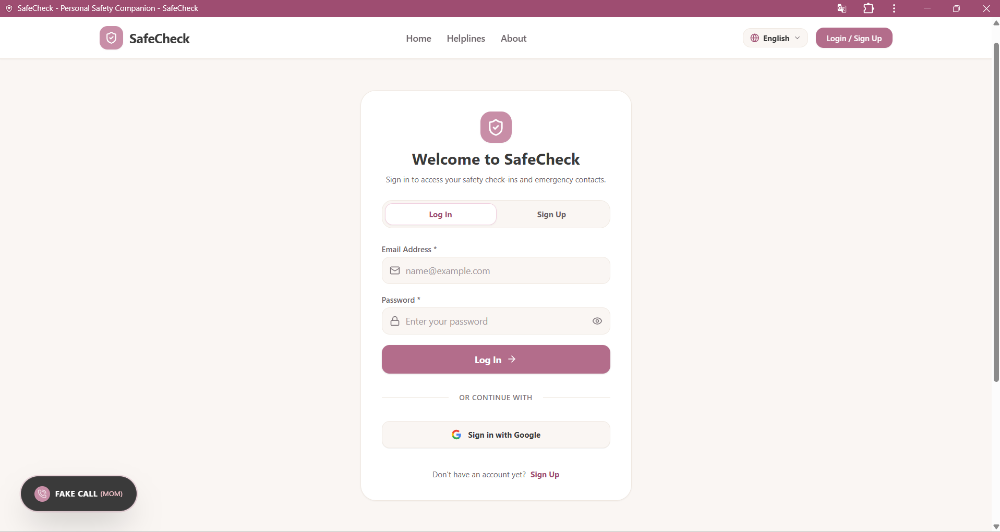 SafeCheck - Personal Safety Companion - SafeCheck
SafeCheck
Home
Helplines
About
English
Login / Sign Up
Welcome to SafeCheck
Sign in to access your safety check-ins and emergency contacts.
Log In
Sign Up
Email Address *
name@example.com
Password *
Enter your password
Log In
OR CONTINUE WITH
Sign in with Google
Don't have an account yet? Sign Up
FAKE CALL (MOM)